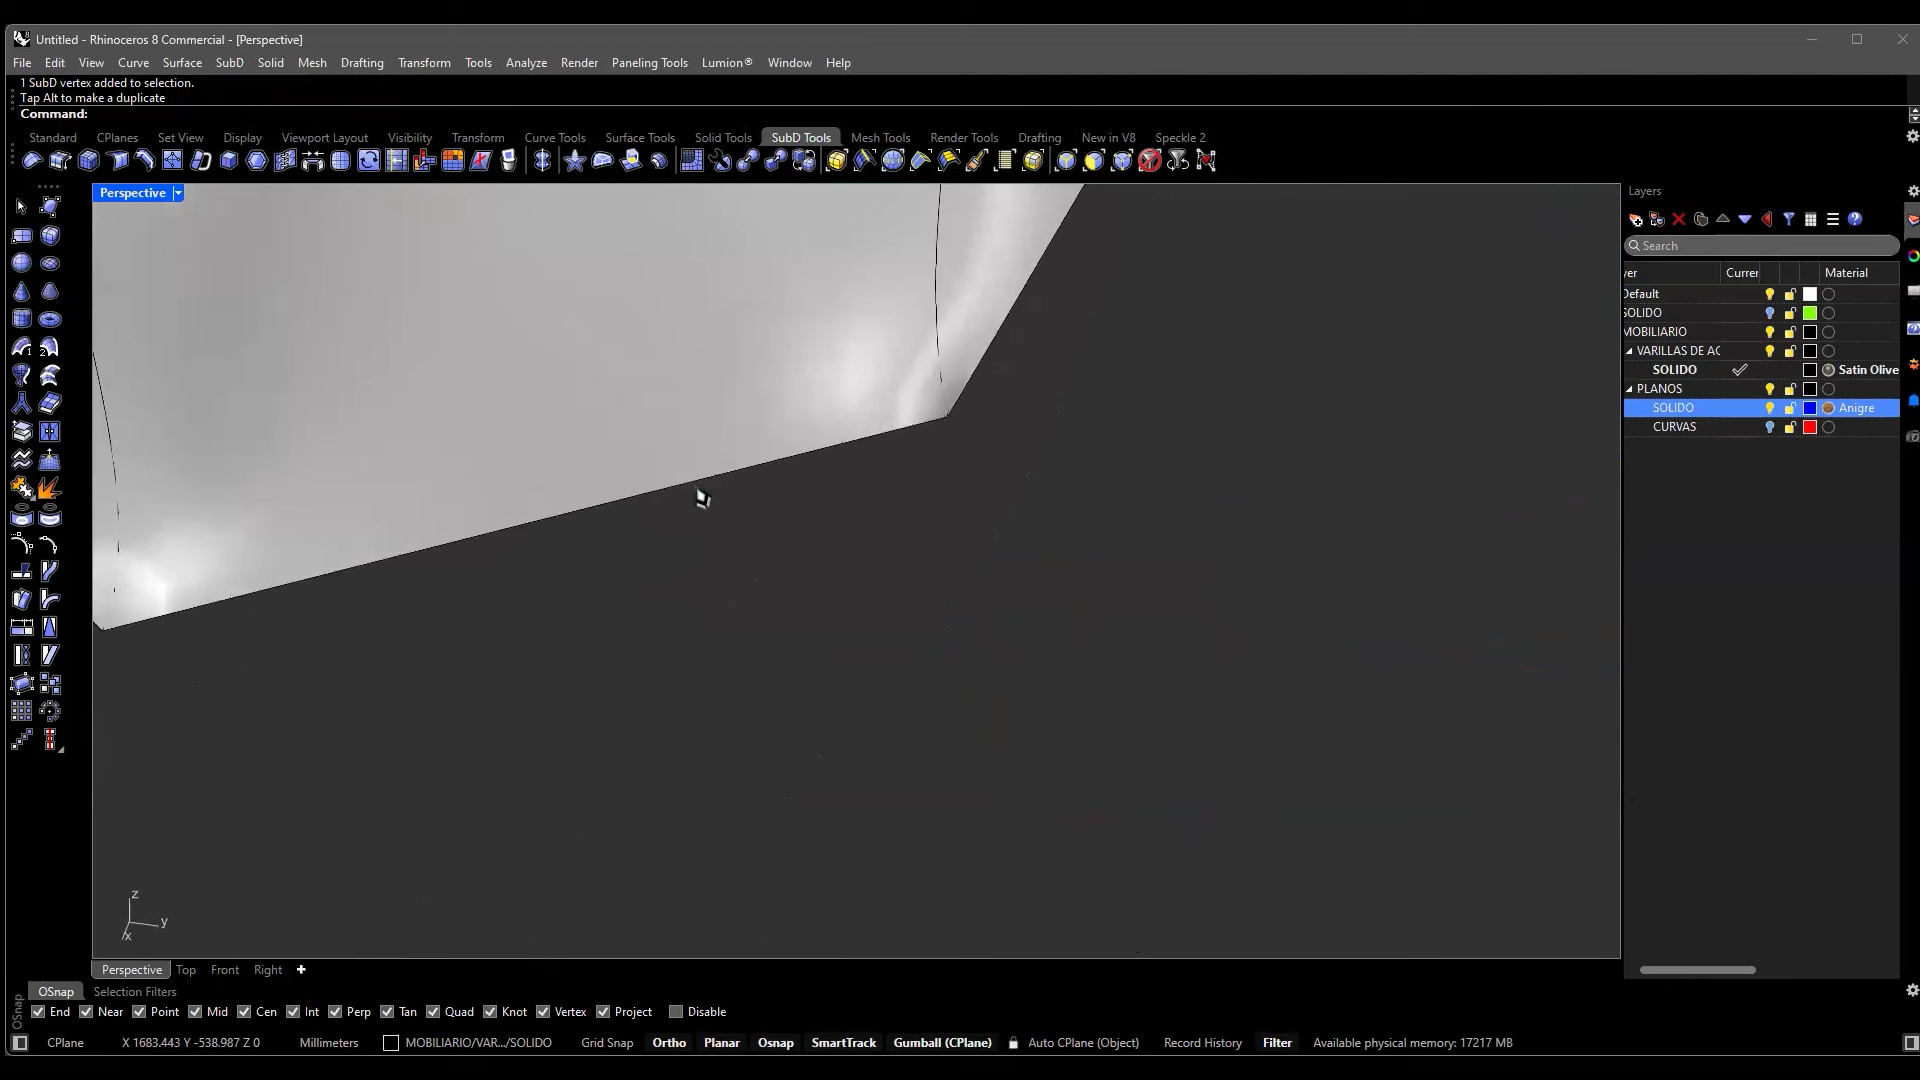 Untitled - Rhinoceros 8 Commercial - [Perspective]
File Edit View Curve Surface SubD Solid Mesh Drafting Transform Tools Analyze Render Paneling Tools Lumion® Window Help
1 SubD vertex added to selection.
Tap Alt to make a duplicate
Command:
Standard CPlanes Set View Display Viewport Layout Visibility Transform Curve Tools Surface Tools Solid Tools SubD Tools Mesh Tools Render Tools Drafting New in V8 Speckle 2
Perspective
Layers
Search
yer Currer Material
Default
SOLIDO
MOBILIARIO
VARILLAS DE AC
SOLIDO Satin Olive
PLANOS
SOLIDO Anigre
CURVAS
z
y
x
Perspective Top Front Right
OSnap Selection Filters
OSnap
End Near Point Mid Cen Int Perp Tan Quad Knot Vertex Project Disable
CPlane X 1683.443 Y -538.987 Z 0 Millimeters MOBILIARIO/VAR.../SOLIDO Grid Snap Ortho Planar Osnap SmartTrack Gumball (CPlane) Auto CPlane (Object) Record History Filter Available physical memory: 17217 MB